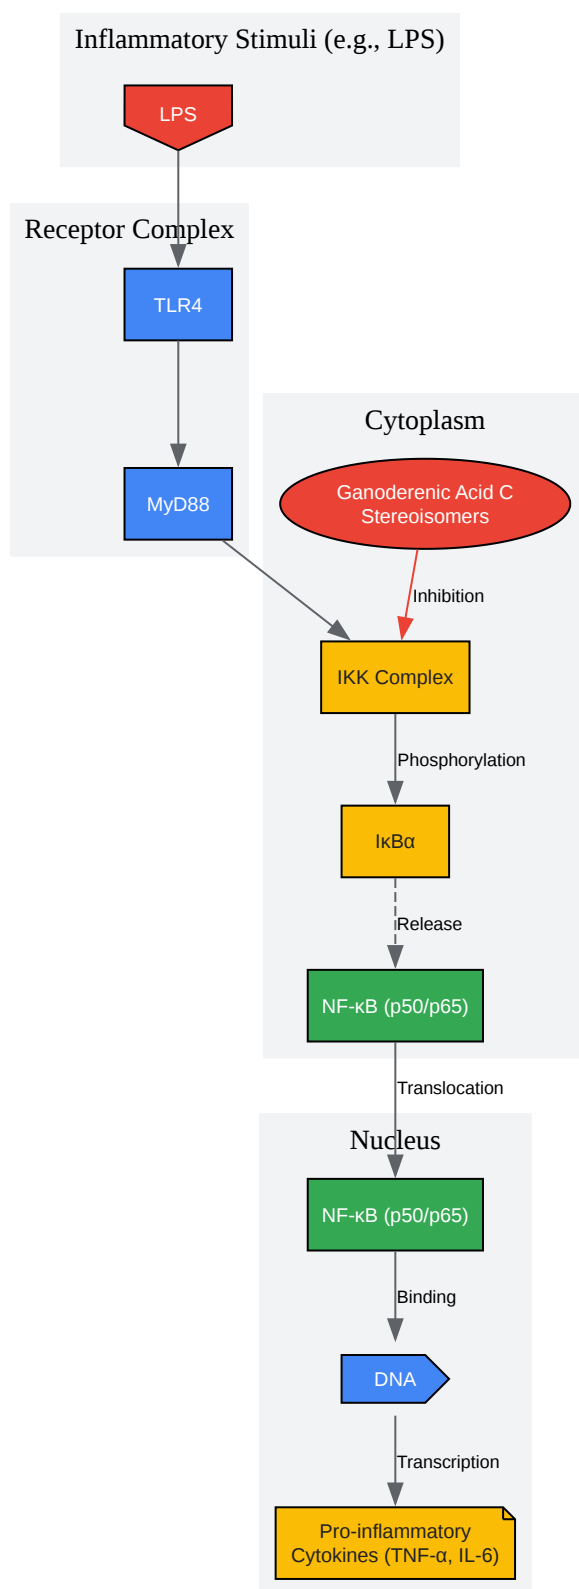 Inflammatory Stimuli (e.g., LPS)
LPS
Receptor Complex
TLR4
MyD88
Cytoplasm
Ganoderenic Acid C
Stereoisomers
Inhibition
IKK Complex
Phosphorylation
IκBα
Release
NF-κB (p50/p65)
Translocation
Nucleus
NF-κB (p50/p65)
Binding
DNA
Transcription
Pro-inflammatory
Cytokines (TNF-α, IL-6)